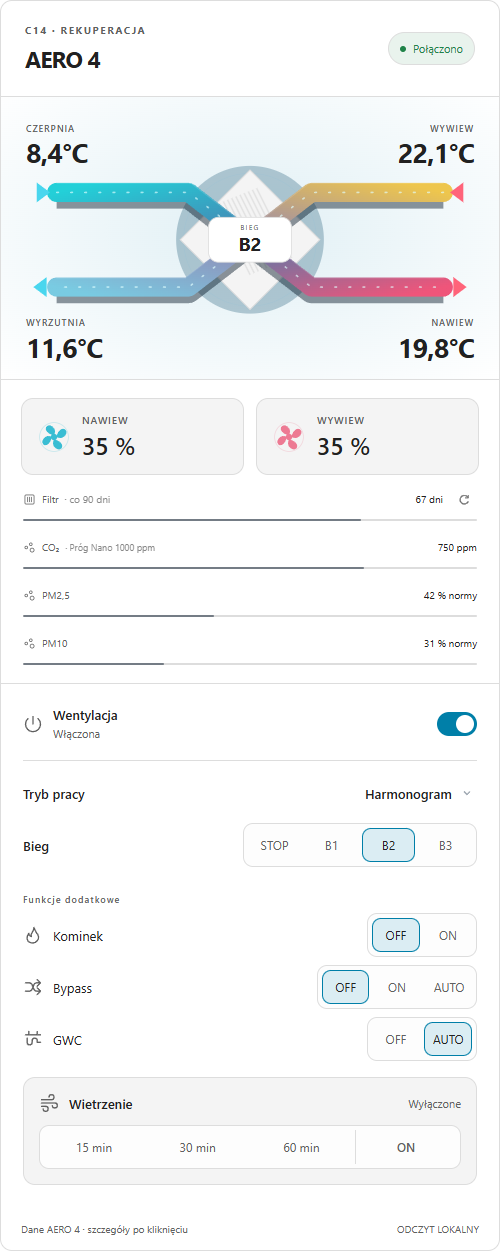 C14 · REKUPERACJA
AERO 4
Połączono
CZERPNIA
WYWIEW
8,4°C
22,1°C
BIEG
B2
WYRZUTNIA
NAWIEW
11,6°C
19,8°C
NAWIEW
35 %
WYWIEW
35 %
Filtr · co 90 dni
67 dni
CO₂ · Próg Nano 1000 ppm
750 ppm
PM2,5
42 % normy
PM10
31 % normy
Wentylacja
Włączona
Tryb pracy
Harmonogram
Bieg
STOP B1 B2 B3
Funkcje dodatkowe
Kominek
OFF ON
Bypass
OFF ON AUTO
GWC
OFF AUTO
Wietrzenie
Wyłączone
15 min 30 min 60 min ON
Dane AERO 4 · szczegóły po kliknięciu
ODCZYT LOKALNY